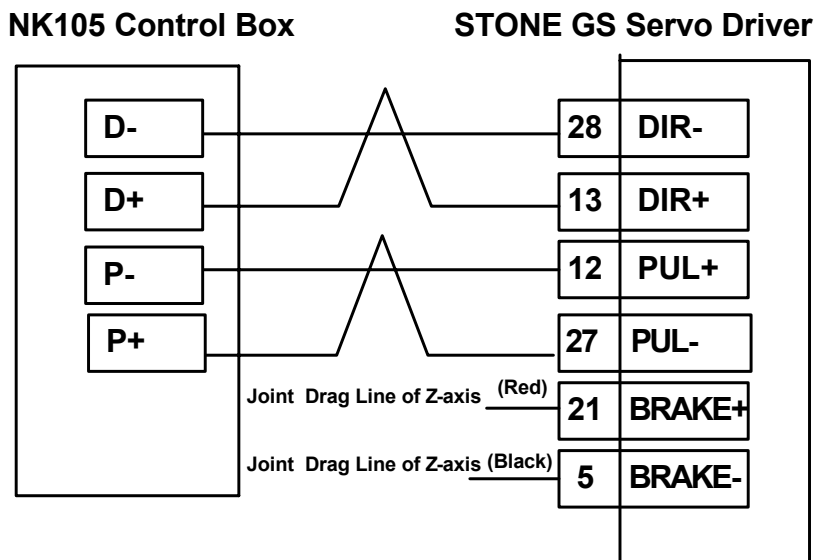 NK105 Control Box STONE GS Servo Driver
D- 28 DIR-
D+ 13 DIR+
P- 12 PUL+
P+ 27 PUL-
Joint Drag Line of Z-axis (Red) 21 BRAKE+
Joint Drag Line of Z-axis (Black) 5 BRAKE-